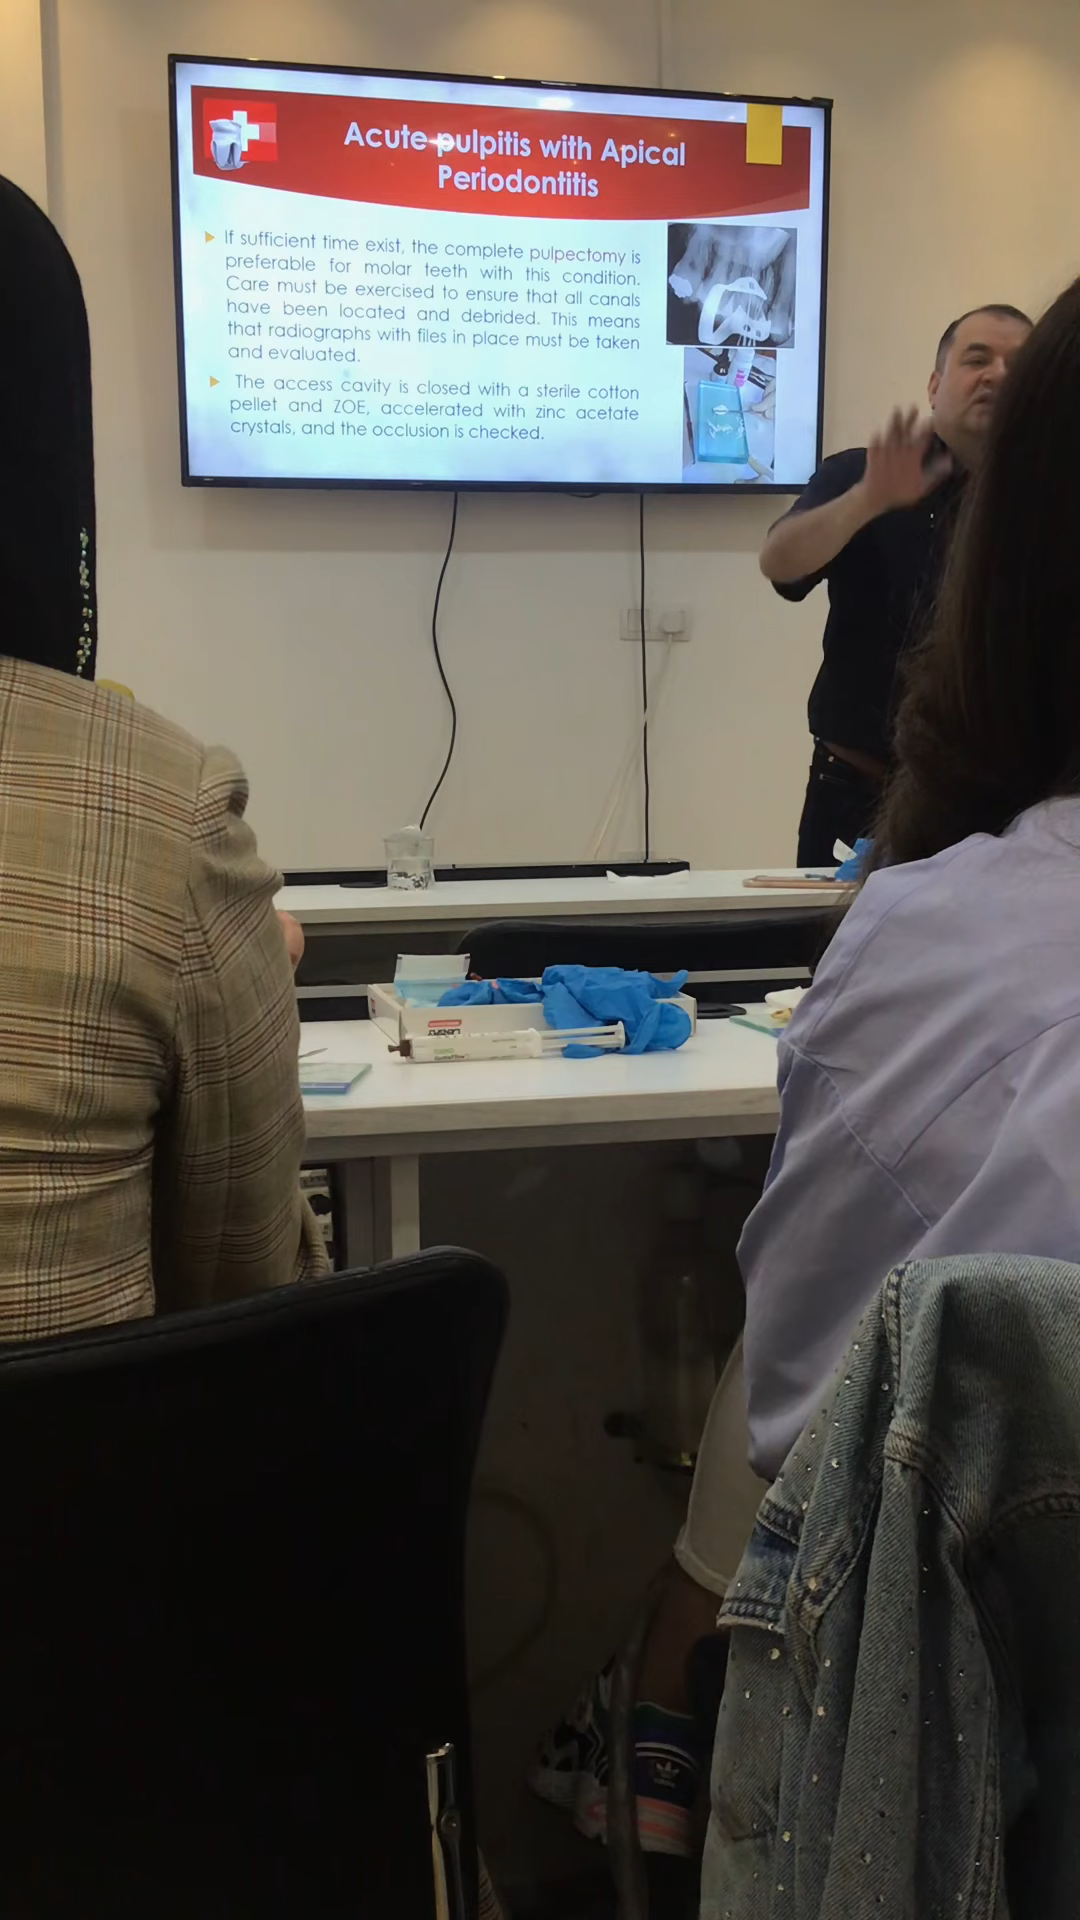 Acute pulpitis with Apical
Periodontitis
If sufficient time exist, the complete pulpectomy is
preferable for molar teeth with this condition.
Care must be exercised to ensure that all canals
have been located and debrided. This means
that radiographs with files in place must be taken
and evaluated.
The access cavity is closed with a sterile cotton
pellet and ZOE, accelerated with zinc acetate
crystals, and the occlusion is checked.